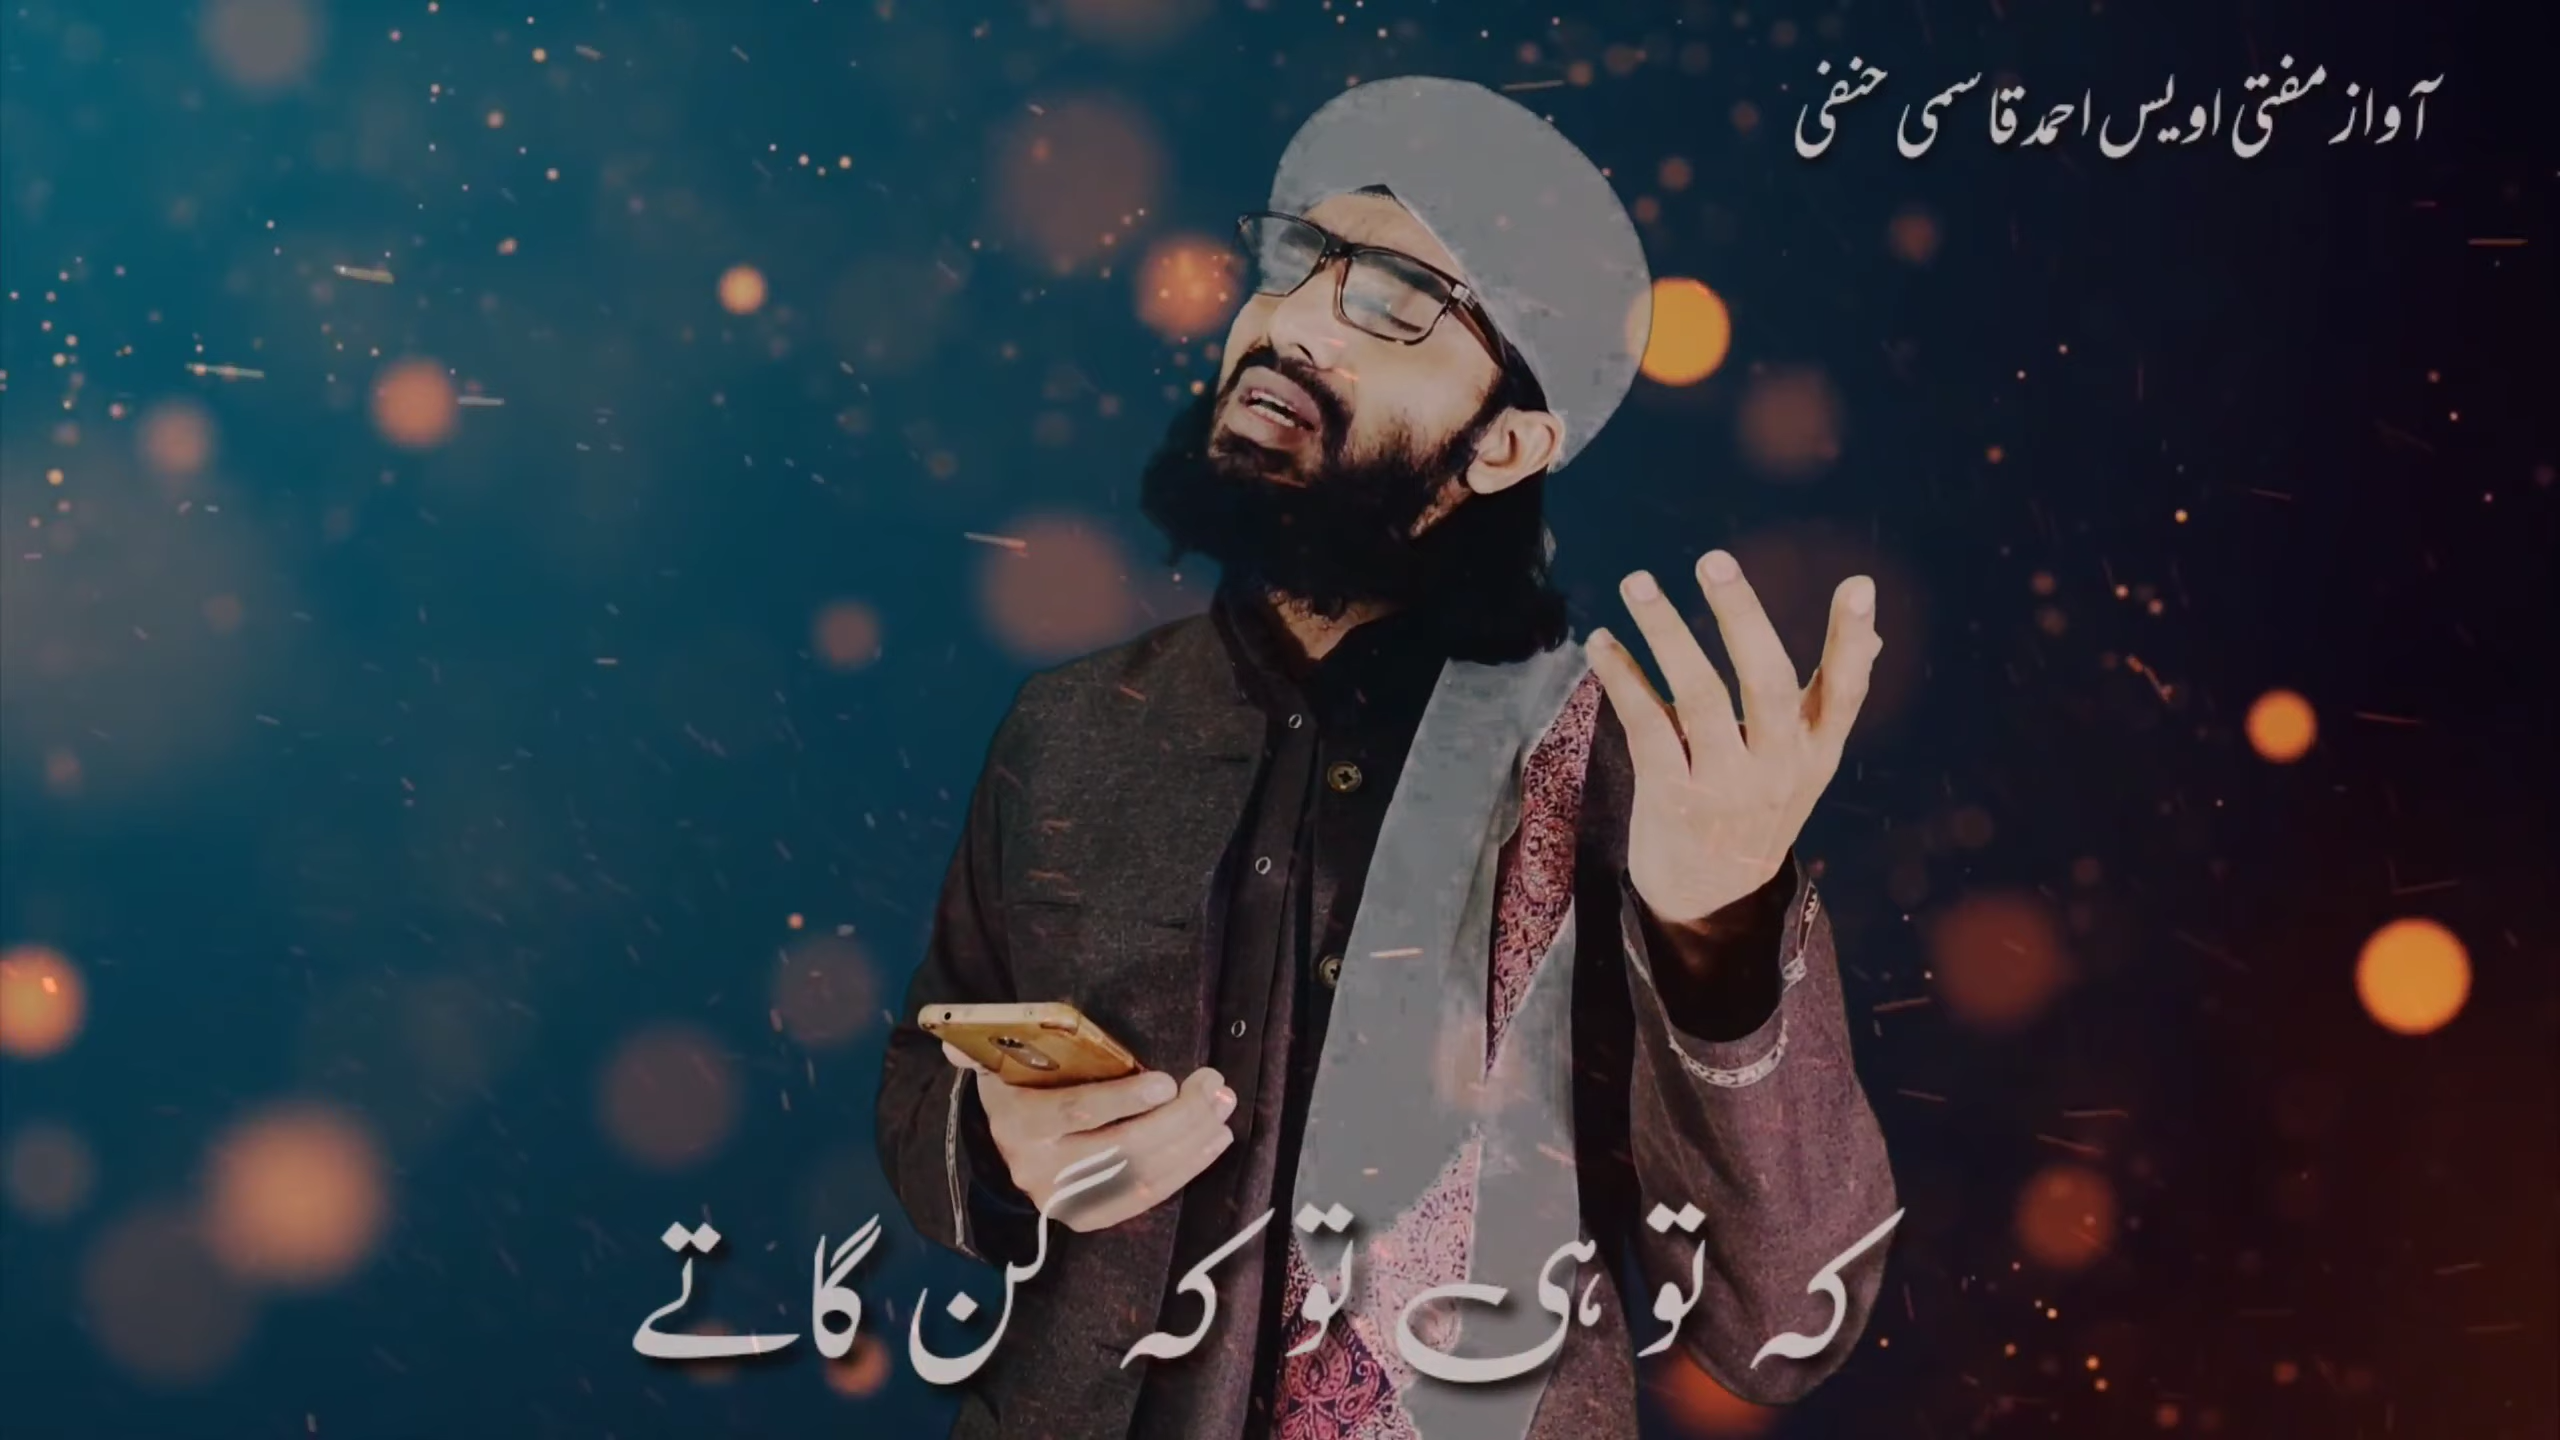 آواز مفتی اویس احمد قاسمی حنفی
کہ تو ہی تو کہ گن گاتے